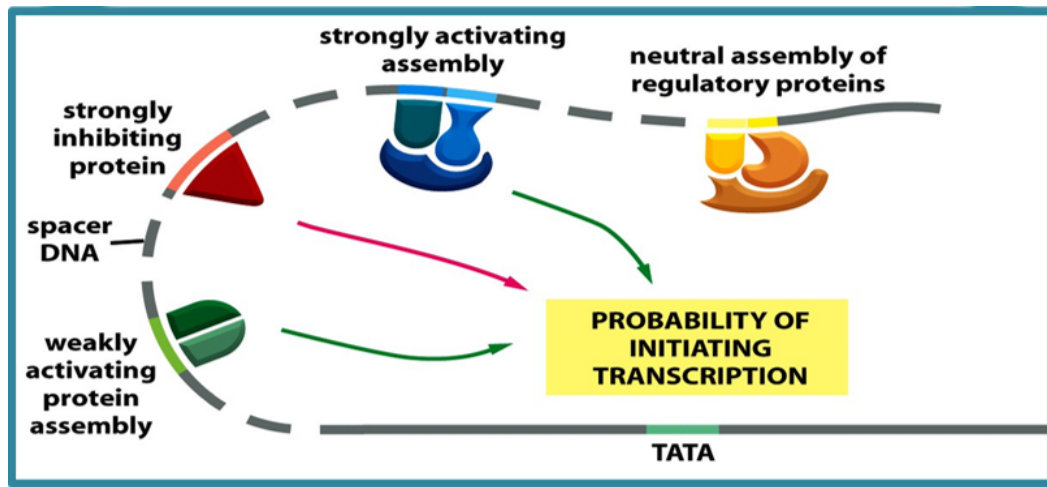 strongly activating
assembly
neutral assembly of
regulatory proteins
strongly
inhibiting
protein
spacer
DNA
weakly
activating
protein
assembly
PROBABILITY OF
INITIATING
TRANSCRIPTION
TATA